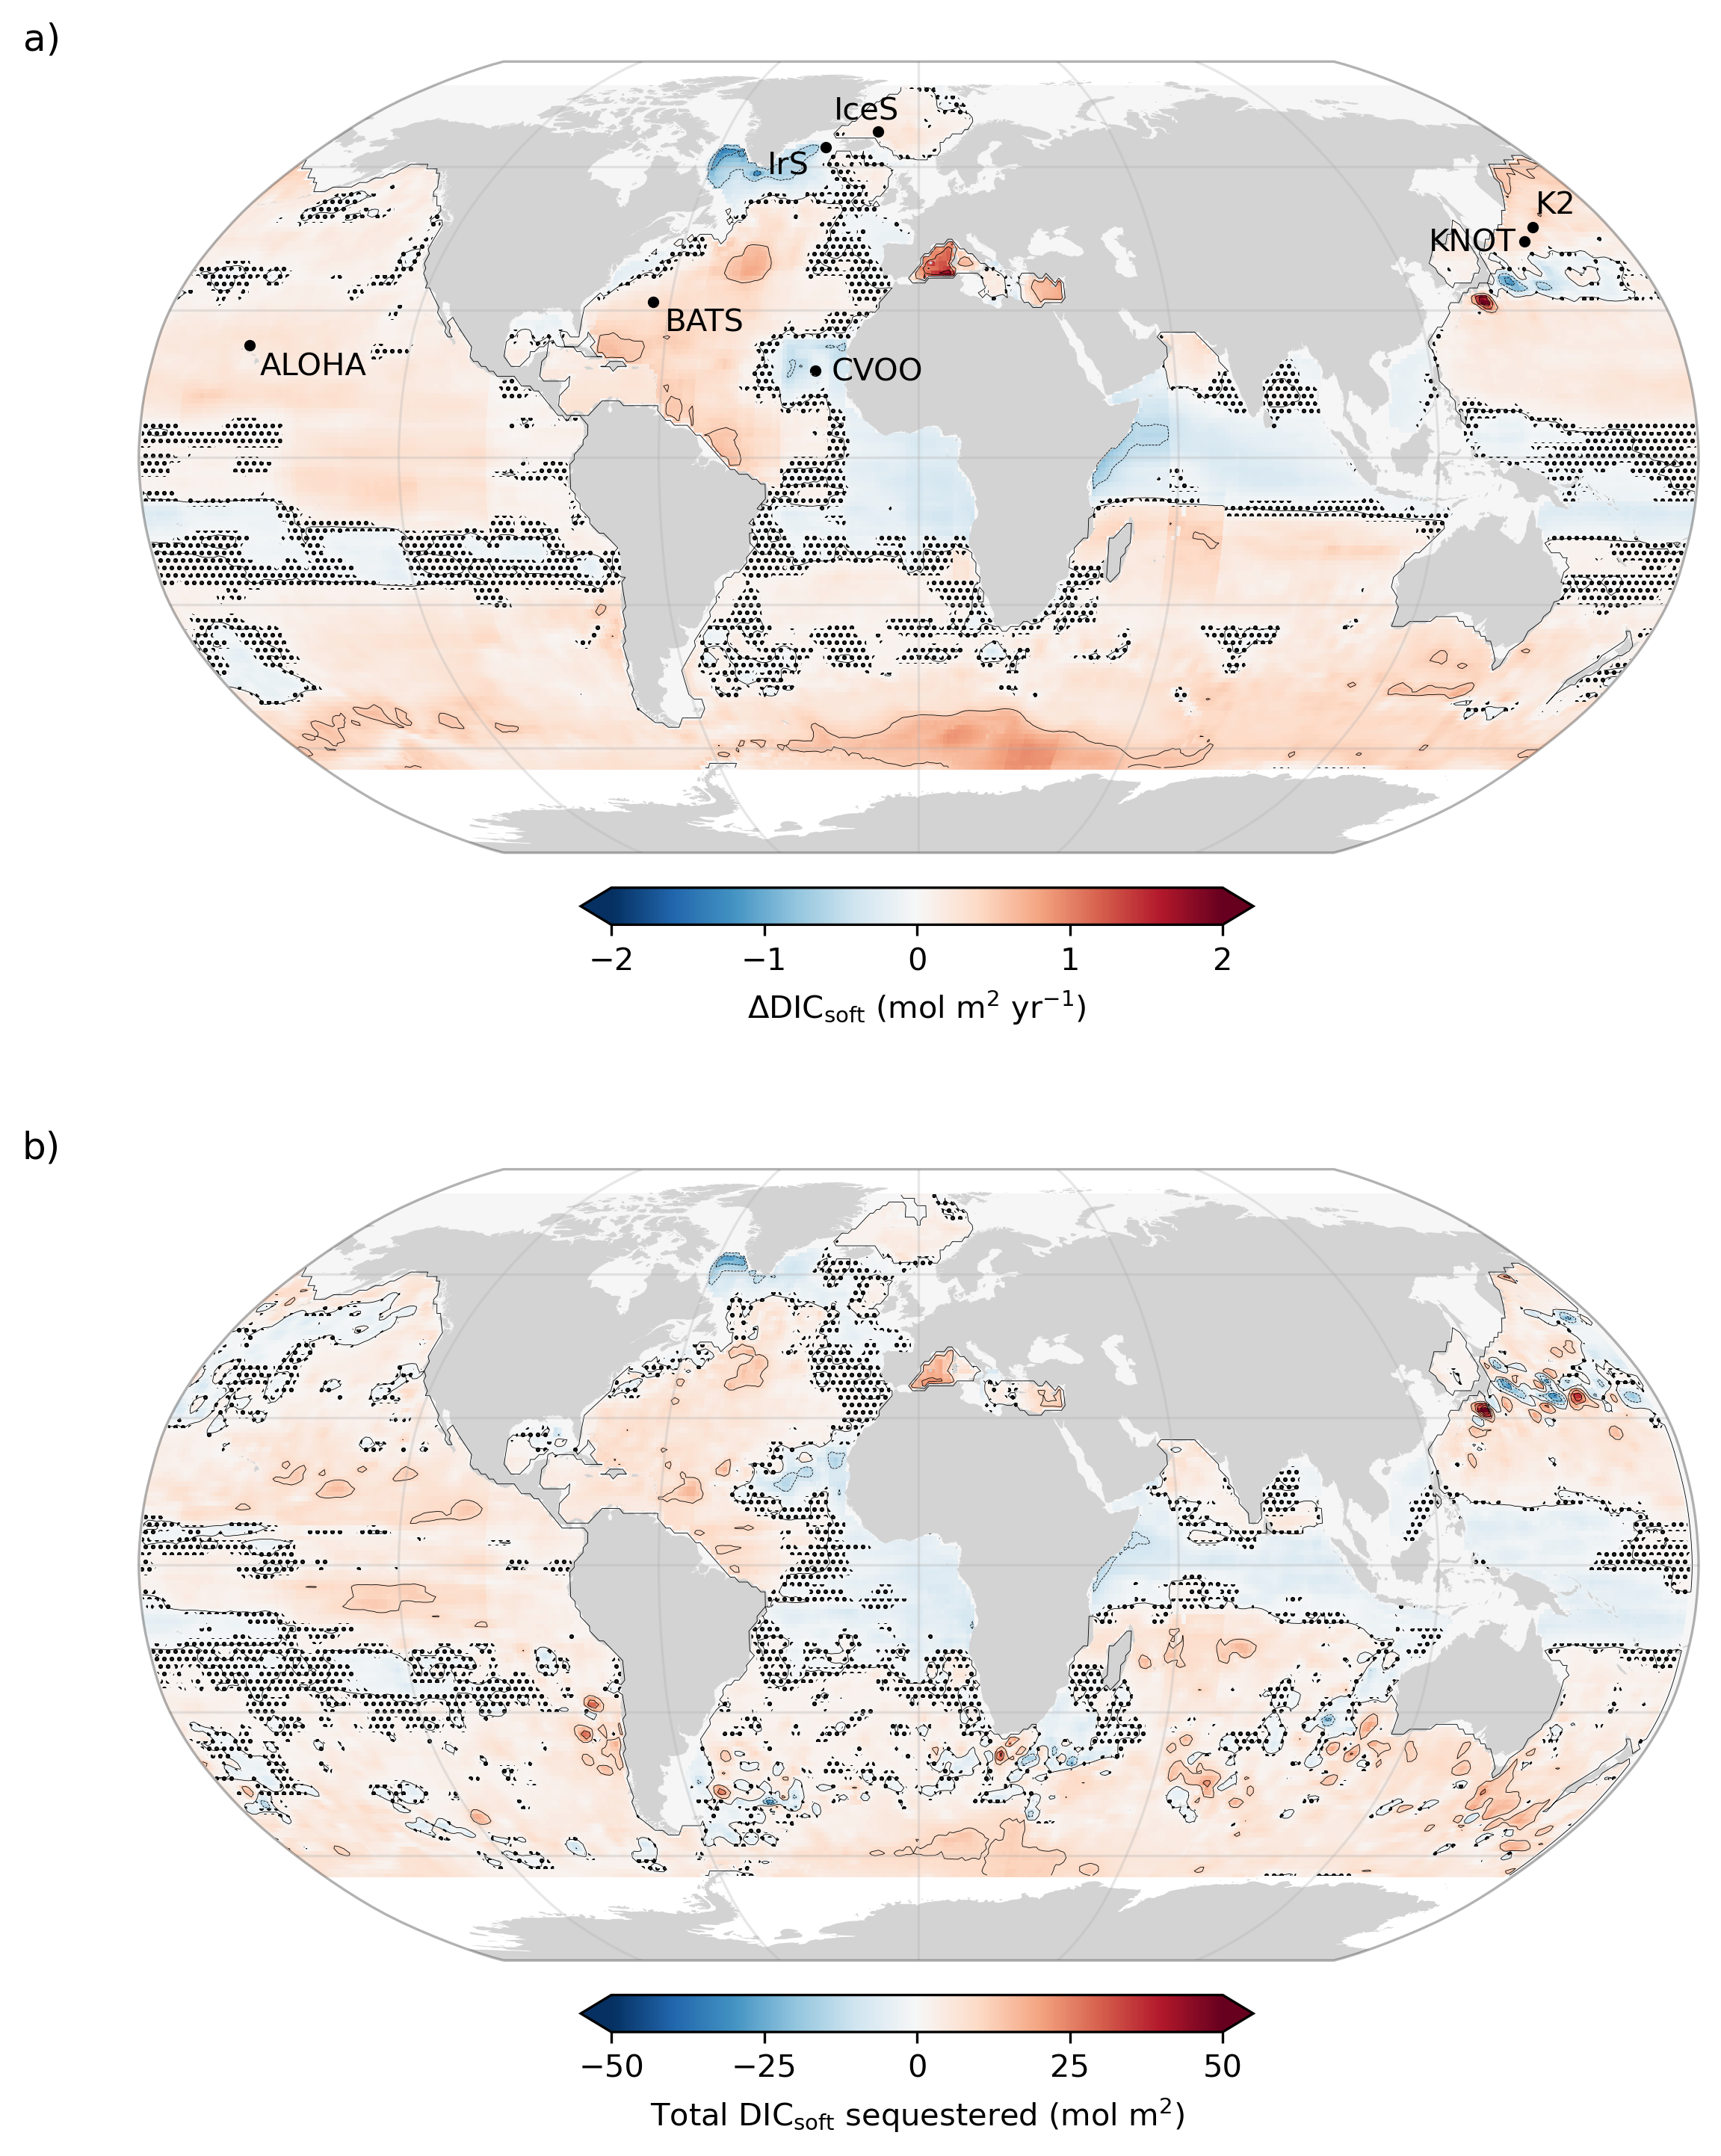 a)
IceS
IrS
K2
KNOT
BATS
ALOHA
CVOO
−2 −1 0 1 2
ΔDICsoft (mol m² yr⁻¹)
b)
−50 −25 0 25 50
Total DICsoft sequestered (mol m²)